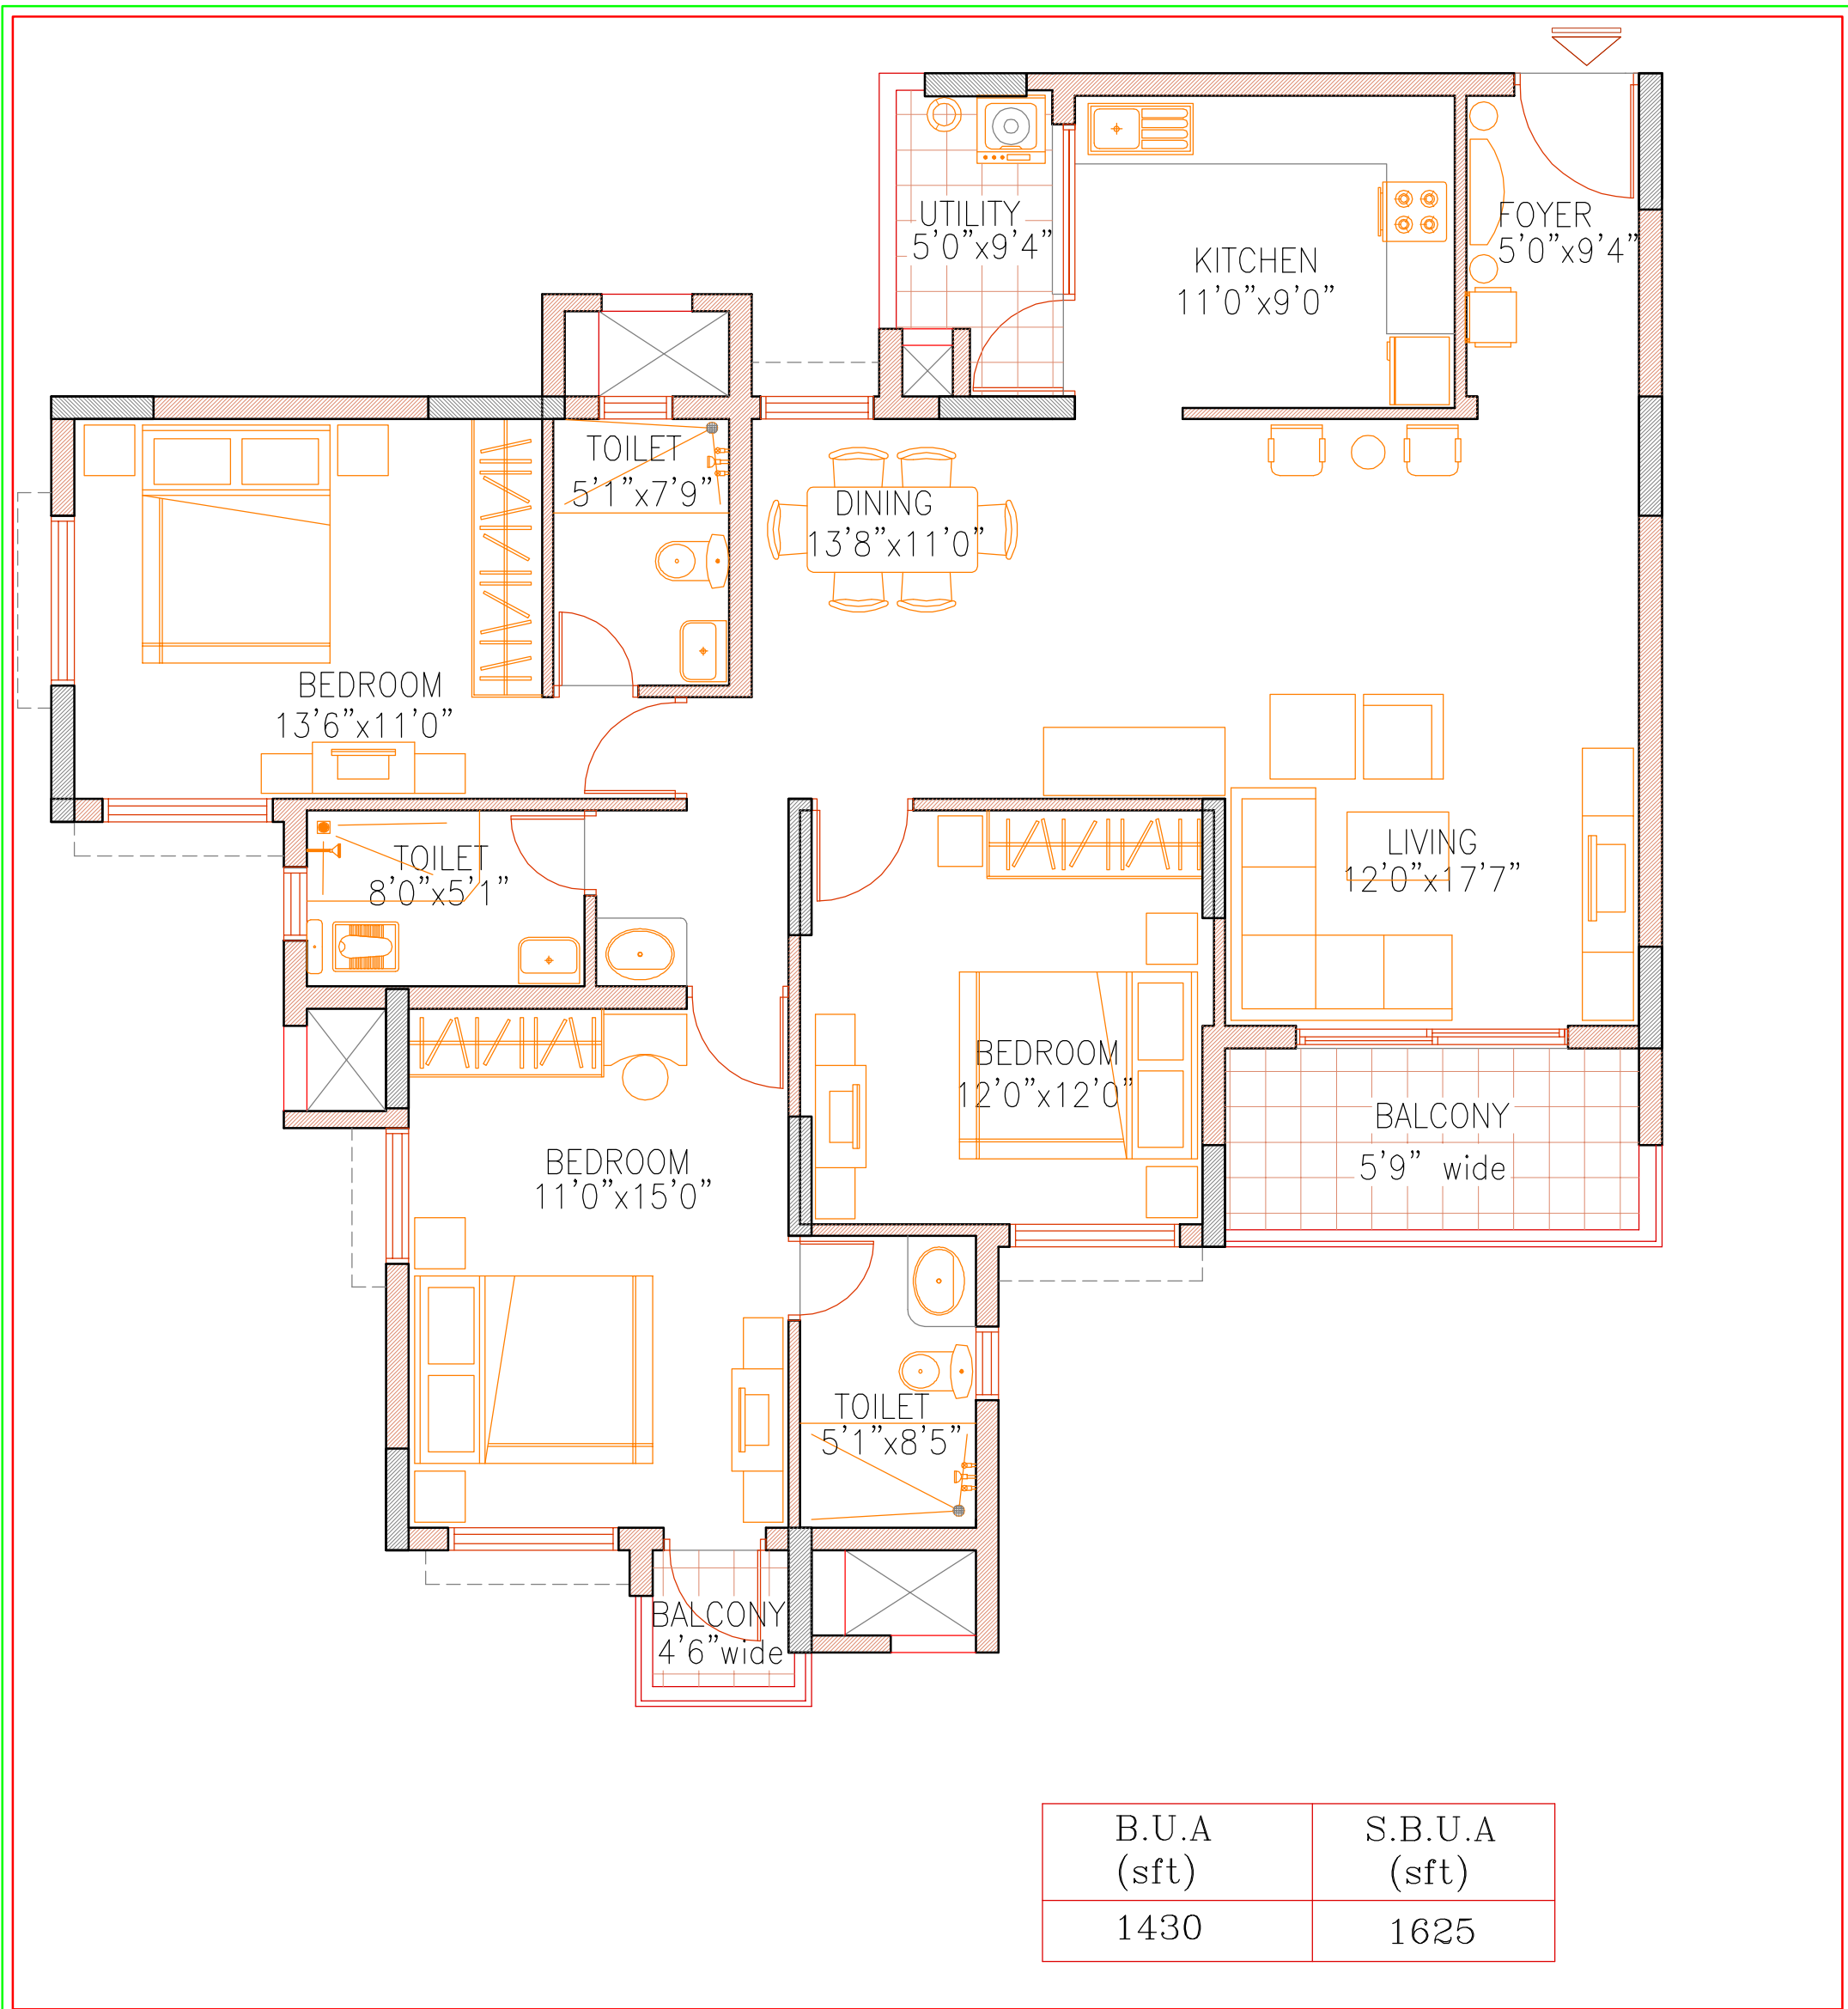 UTILITY
5'0"x9'4"
KITCHEN
11'0"x9'0"
FOYER
5'0"x9'4"
TOILET
5'1"x7'9"
DINING
13'8"x11'0"
BEDROOM
13'6"x11'0"
TOILET
8'0"x5'1"
LIVING
12'0"x17'7"
BEDROOM
12'0"x12'0"
BALCONY
5'9" wide
BEDROOM
11'0"x15'0"
TOILET
5'1"x8'5"
BALCONY
4'6"wide
B.U.A
(sft)
S.B.U.A
(sft)
1430
1625